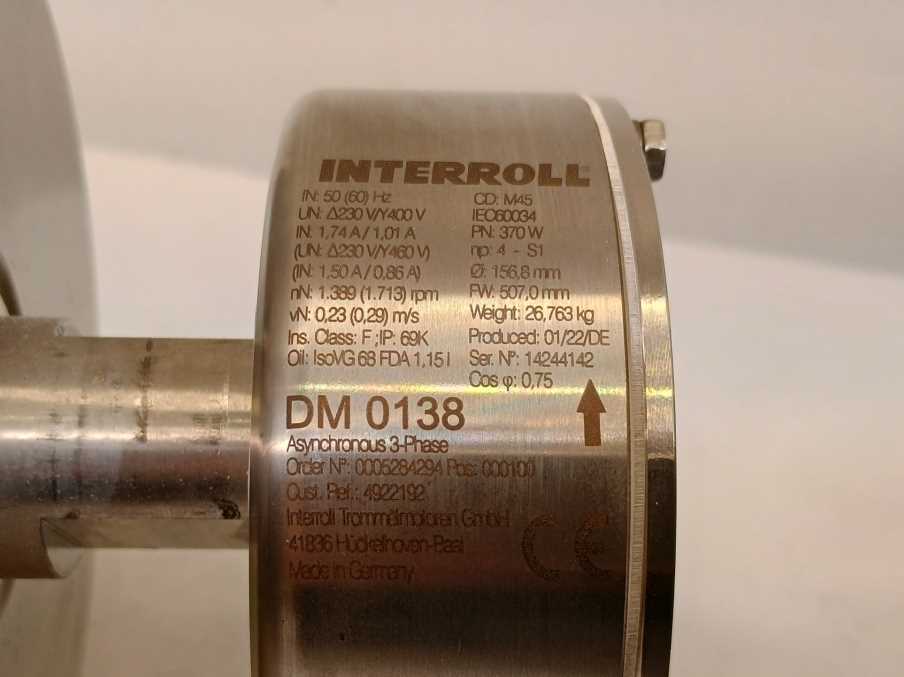 INTERROLL
IN: 50 (60) Hz
UN: Δ230 V/Y400 V
IN: 1,74 A / 1,01 A
(UN: Δ230 V/Y460 V)
(IN: 1,50 A / 0,86 A)
nN: 1.389 (1.713) rpm
vN: 0,23 (0,29) m/s
Ins. Class: F ; IP: 69K
Oil: IsoVG 68 FDA 1,15 l
CD: M45
IEC60034
PN: 370 W
np: 4 - S1
Ø: 156,8 mm
FW: 507,0 mm
Weight: 26,763 kg
Produced: 01/22/DE
Ser. N°: 14244142
Cos φ: 0,75
DM 0138
Asynchronous 3-Phase
Order N°: 0005284294 Pos: 000100
Cust. Ref.: 4922192
Interroll Trommelmotoren GmbH
41836 Hückelhoven-Baal
Made in Germany
CE